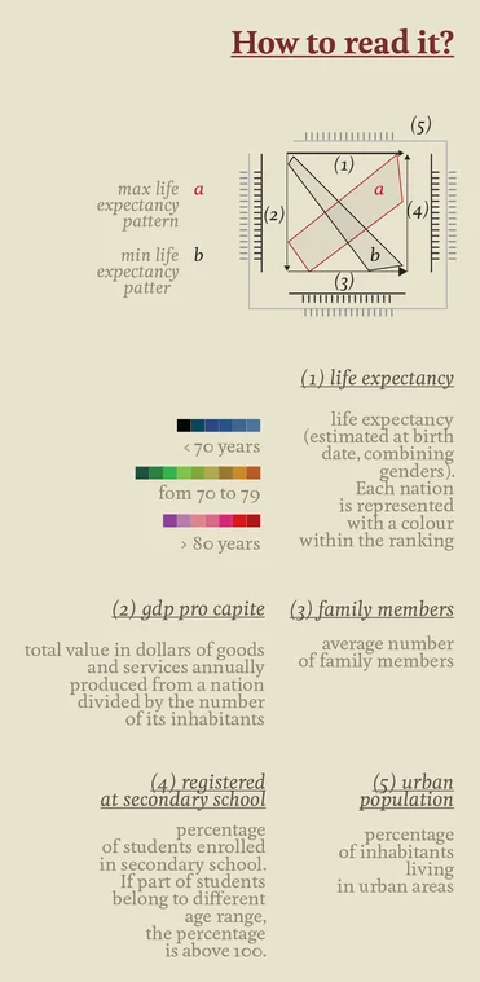 How to read it?
(5)
(1)
max life a
expectancy
pattern
a
(2)
(4)
min life b
expectancy
patter
b
(3)
(1) life expectancy
life expectancy
(estimated at birth
date, combining
genders).
Each nation
is represented
with a colour
within the ranking
< 70 years
fom 70 to 79
> 80 years
(2) gdp pro capite
total value in dollars of goods
and services annually
produced from a nation
divided by the number
of its inhabitants
(3) family members
average number
of family members
(4) registered
at secondary school
percentage
of students enrolled
in secondary school.
If part of students
belong to different
age range,
the percentage
is above 100.
(5) urban
population
percentage
of inhabitants
living
in urban areas